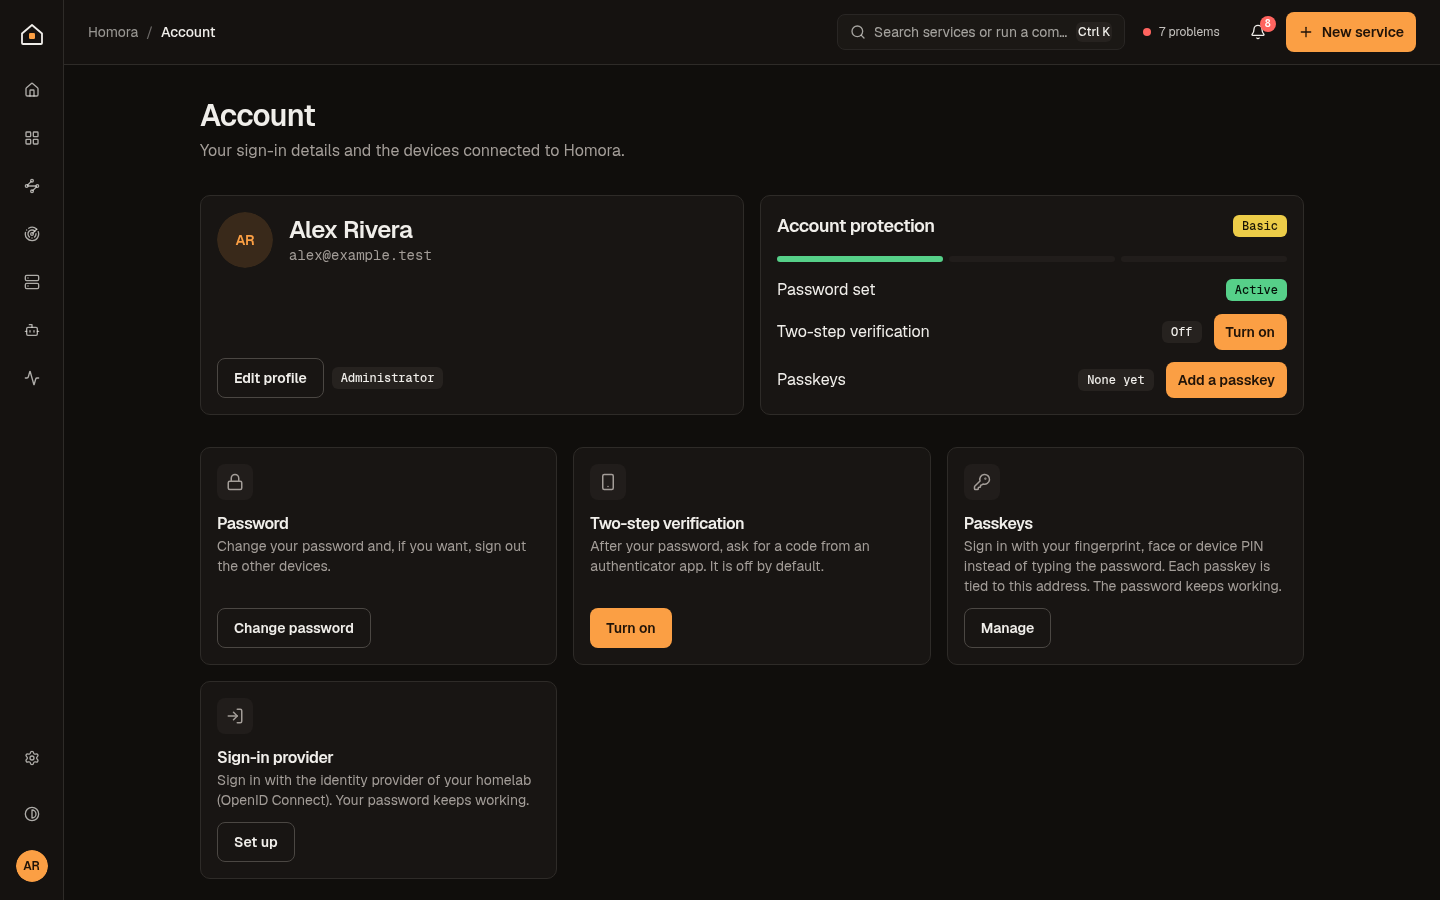 Homora / Account
Search services or run a com... Ctrl K
7 problems
8
New service
Account
Your sign-in details and the devices connected to Homora.
AR
Alex Rivera
alex@example.test
Edit profile
Administrator
Account protection
Basic
Password set
Active
Two-step verification
Off
Turn on
Passkeys
None yet
Add a passkey
Password
Change your password and, if you want, sign out
the other devices.
Change password
Two-step verification
After your password, ask for a code from an
authenticator app. It is off by default.
Turn on
Passkeys
Sign in with your fingerprint, face or device PIN
instead of typing the password. Each passkey is
tied to this address. The password keeps working.
Manage
Sign-in provider
Sign in with the identity provider of your homelab
(OpenID Connect). Your password keeps working.
Set up
AR